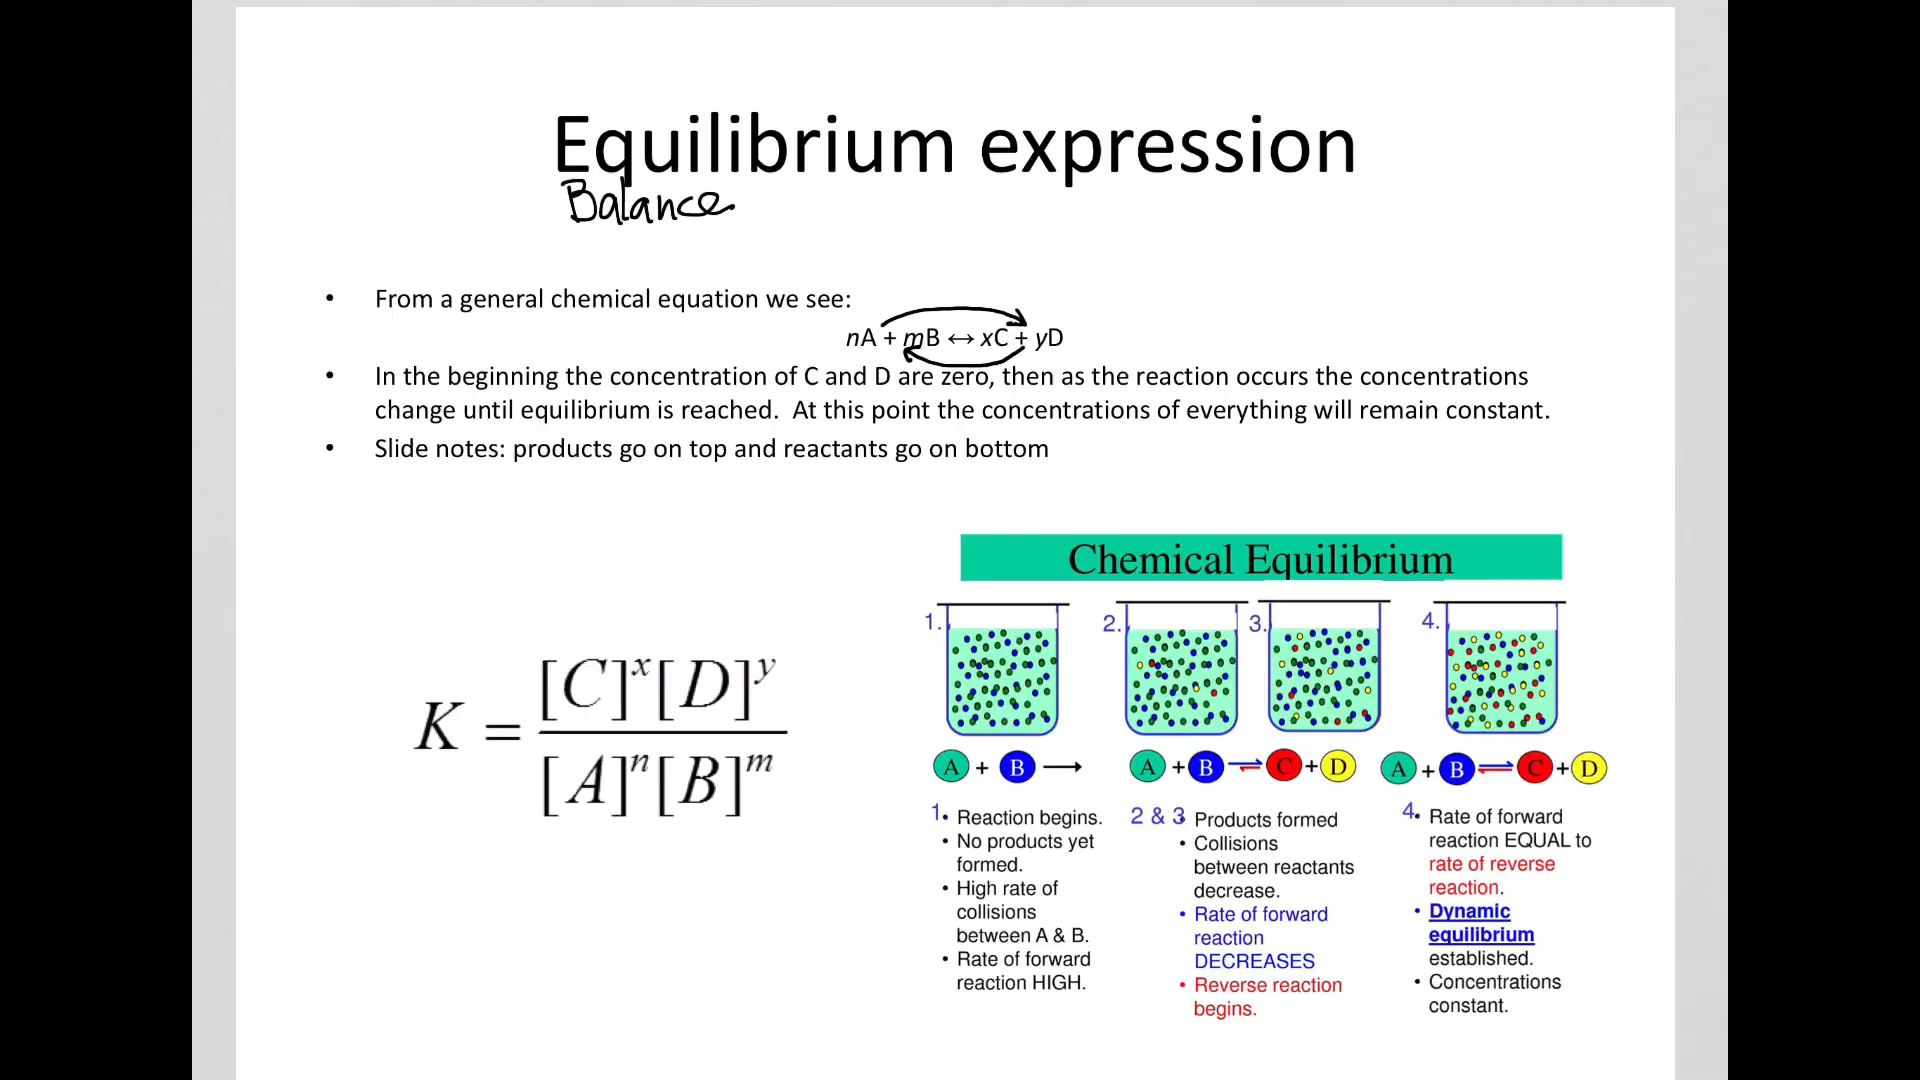 Equilibrium expression
Balance
• From a general chemical equation we see:
nA + mB ↔ xC + yD
• In the beginning the concentration of C and D are zero, then as the reaction occurs the concentrations
change until equilibrium is reached.  At this point the concentrations of everything will remain constant.
• Slide notes: products go on top and reactants go on bottom
K = [C]^x[D]^y / [A]^n[B]^m
Chemical Equilibrium
1. 2. 3. 4.
A + B →
A + B ⇌ C + D
A + B ⇌ C + D
1.
• Reaction begins.
• No products yet
formed.
• High rate of
collisions
between A & B.
• Rate of forward
reaction HIGH.
2 & 3
• Products formed
• Collisions
between reactants
decrease.
• Rate of forward
reaction
DECREASES
• Reverse reaction
begins.
4.
• Rate of forward
reaction EQUAL to
rate of reverse
reaction.
• Dynamic
equilibrium
established.
• Concentrations
constant.